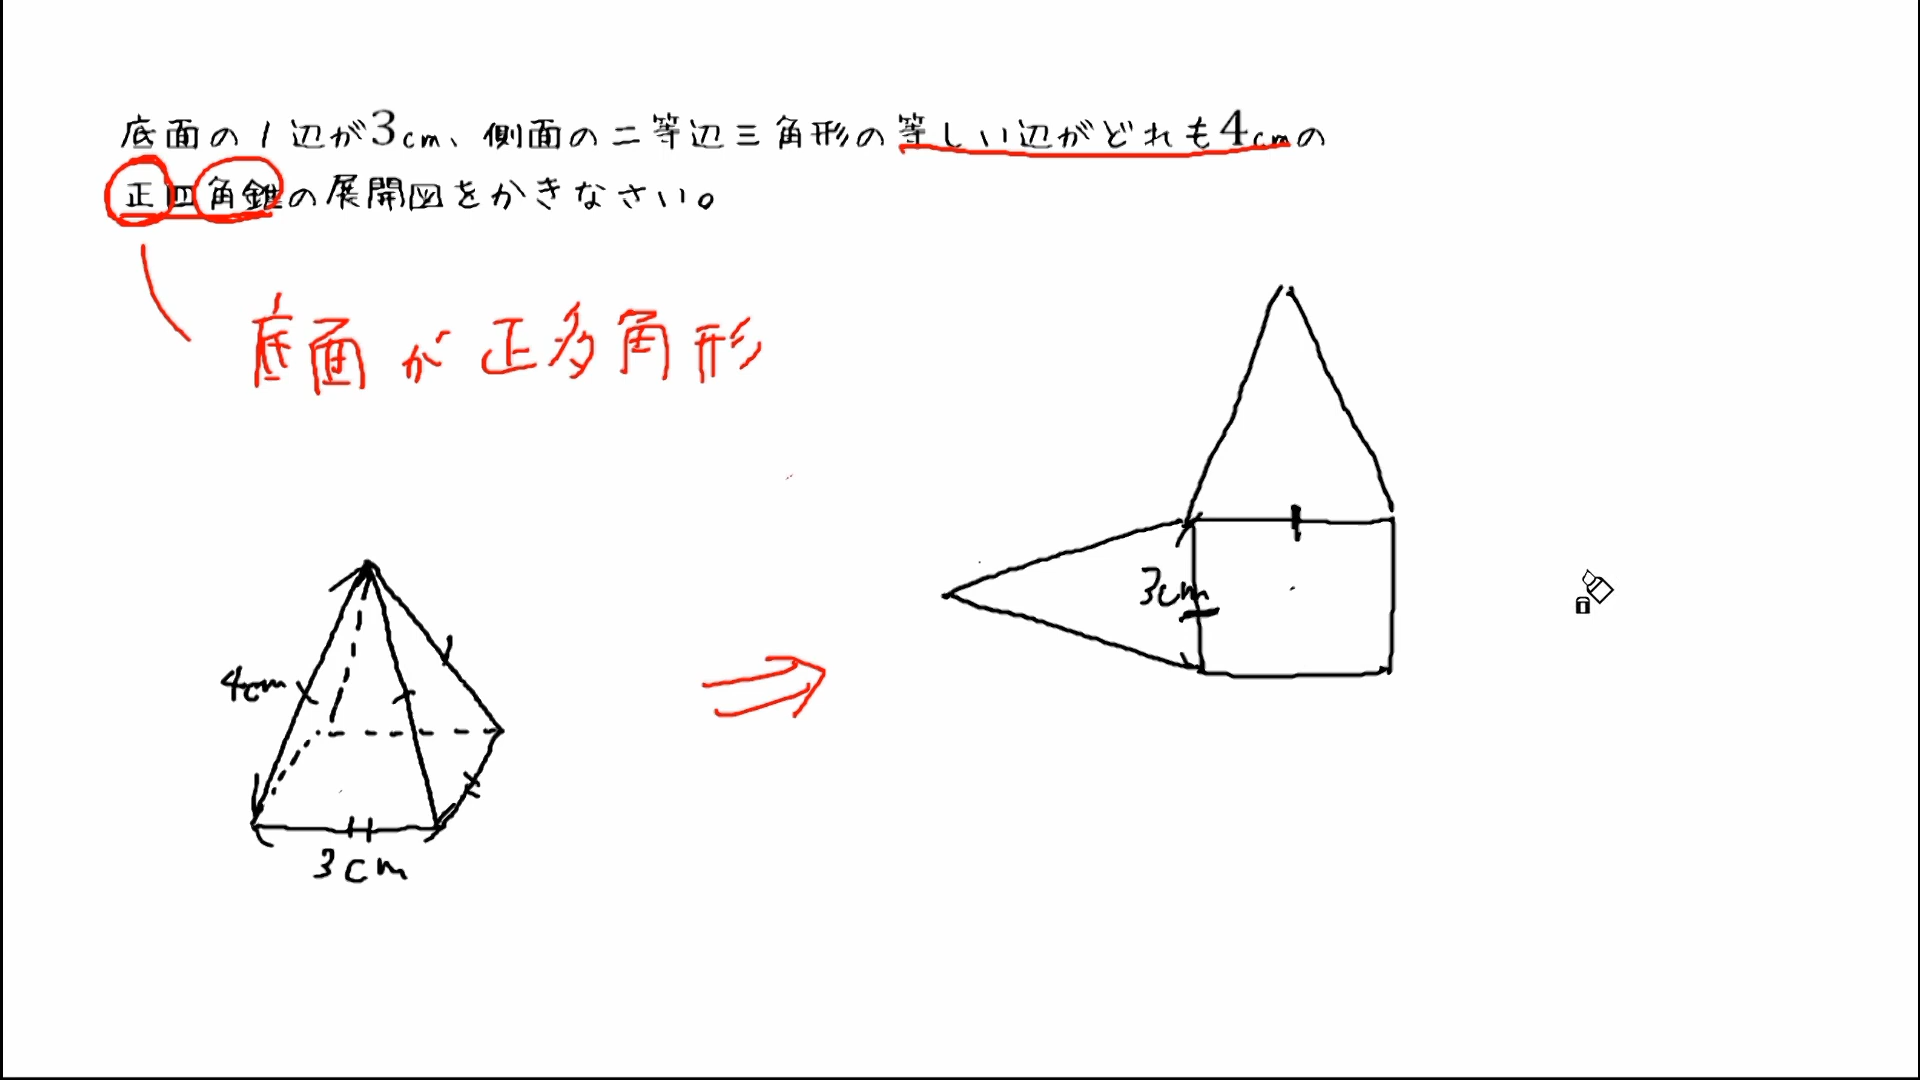 底面の1辺が3cm、側面の二等辺三角形の等しい辺がどれも4cmの
正四角錐の展開図をかきなさい。
底面が正多角形
3cm
4cm
3cm